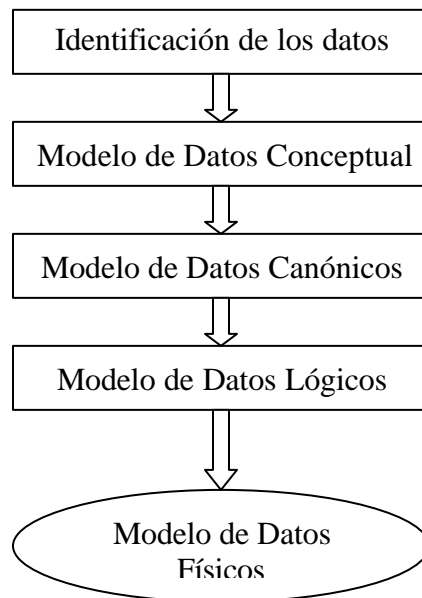 Identificación de los datos
Modelo de Datos Conceptual
Modelo de Datos Canónicos
Modelo de Datos Lógicos
Modelo de Datos
Físicos